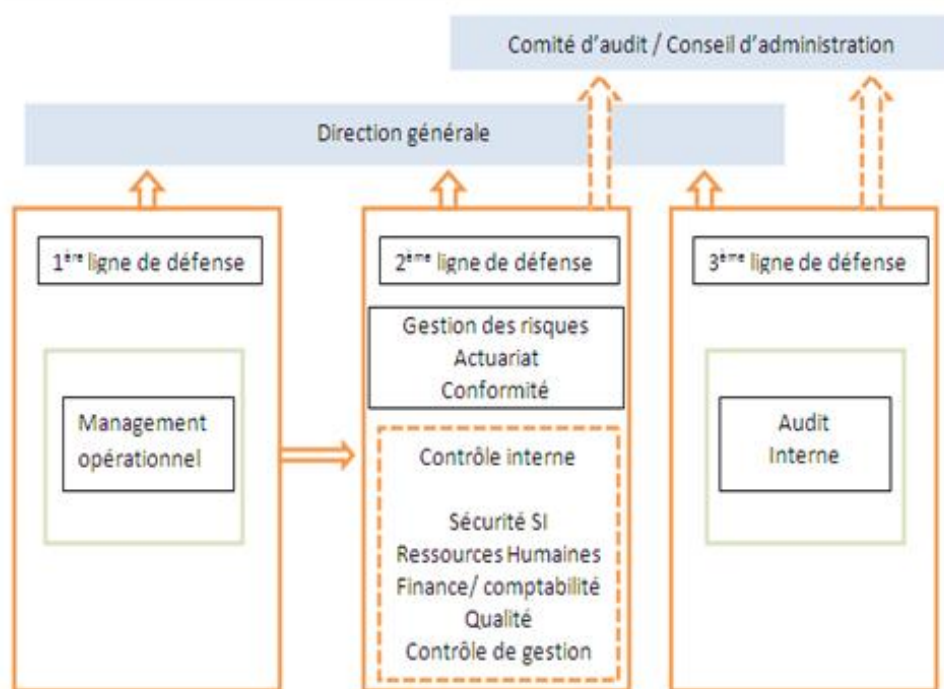 Comité d'audit / Conseil d'administration
Direction générale
1ère ligne de défense
Management
opérationnel
2ème ligne de défense
Gestion des risques
Actuariat
Conformité
Contrôle interne
Sécurité SI
Ressources Humaines
Finance/ comptabilité
Qualité
Contrôle de gestion
3ème ligne de défense
Audit
Interne